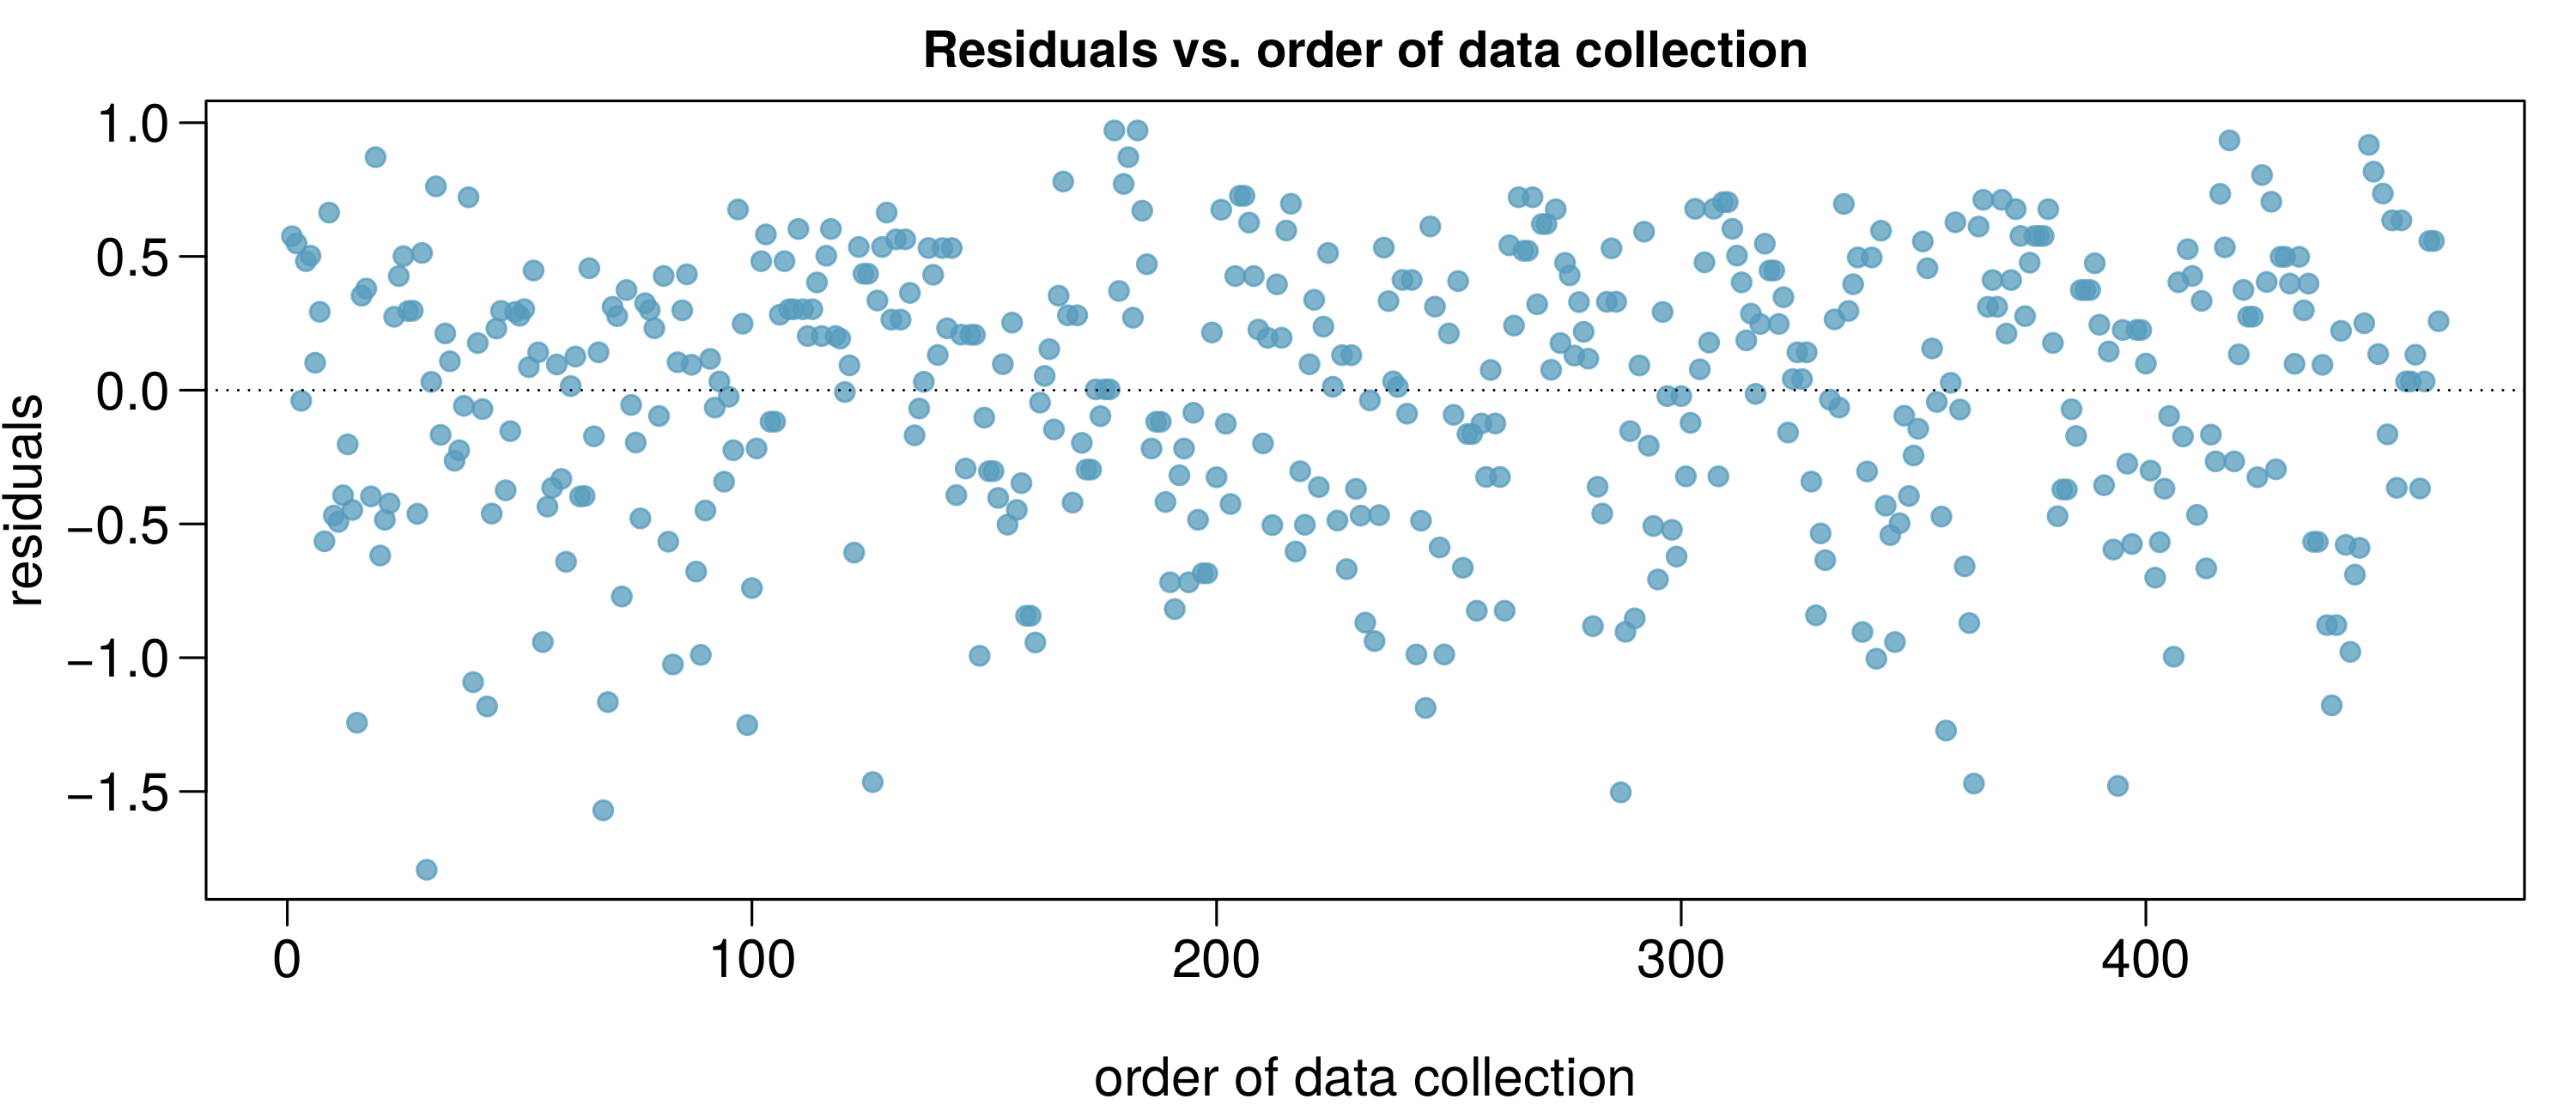 Residuals vs. order of data collection
1.0
0.5
0.0
−0.5
−1.0
−1.5
residuals
0 100 200 300 400
order of data collection